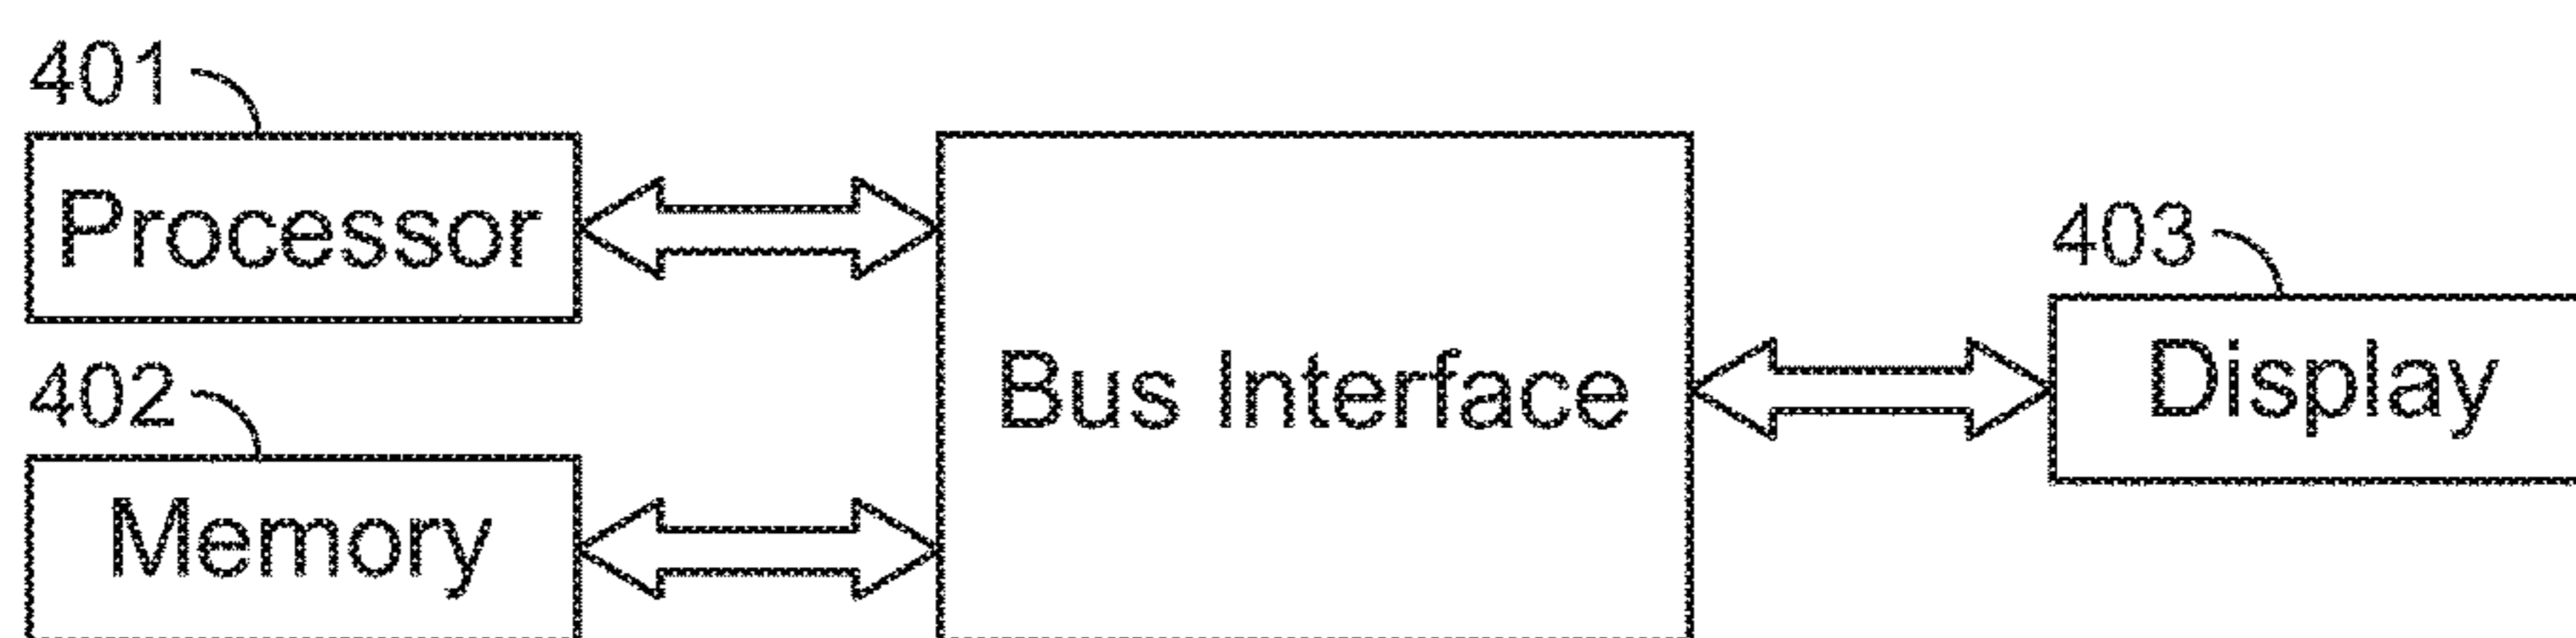 401
Processor
402
Memory
Bus Interface
403
Display